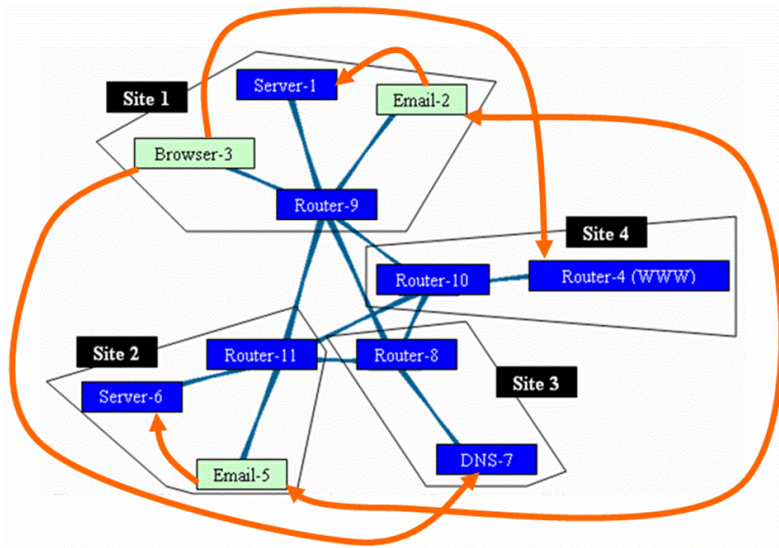 Server-1
Site 1
Email-2
Browser-3
Router-9
Site 4
Router-10
Router-4 (WWW)
Site 2
Router-11
Router-8
Site 3
Server-6
DNS-7
Email-5